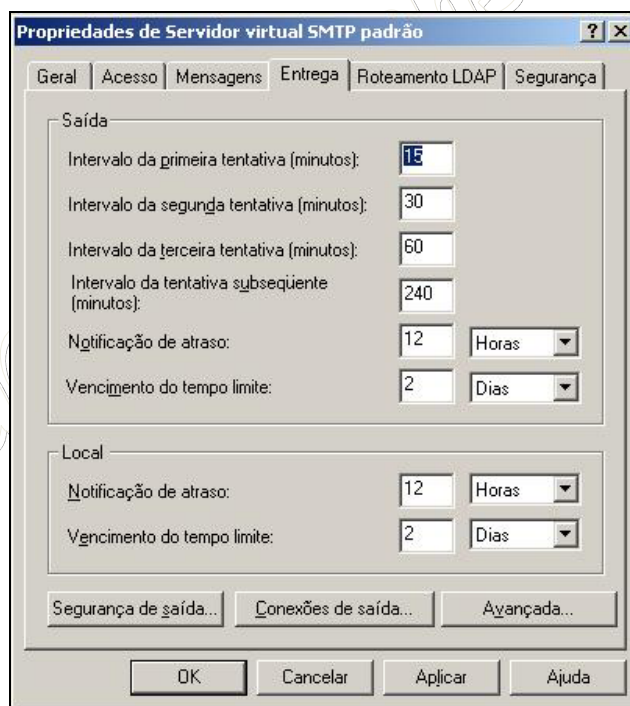 Propriedades de Servidor virtual SMTP padrão
Geral Acesso Mensagens Entrega Roteamento LDAP Segurança
Saída
Intervalo da primeira tentativa (minutos): 15
Intervalo da segunda tentativa (minutos): 30
Intervalo da terceira tentativa (minutos): 60
Intervalo da tentativa subseqüente
(minutos): 240
Notificação de atraso: 12 Horas
Vencimento do tempo limite: 2 Dias
Local
Notificação de atraso: 12 Horas
Vencimento do tempo limite: 2 Dias
Segurança de saída... Conexões de saída... Avançada...
OK Cancelar Aplicar Ajuda